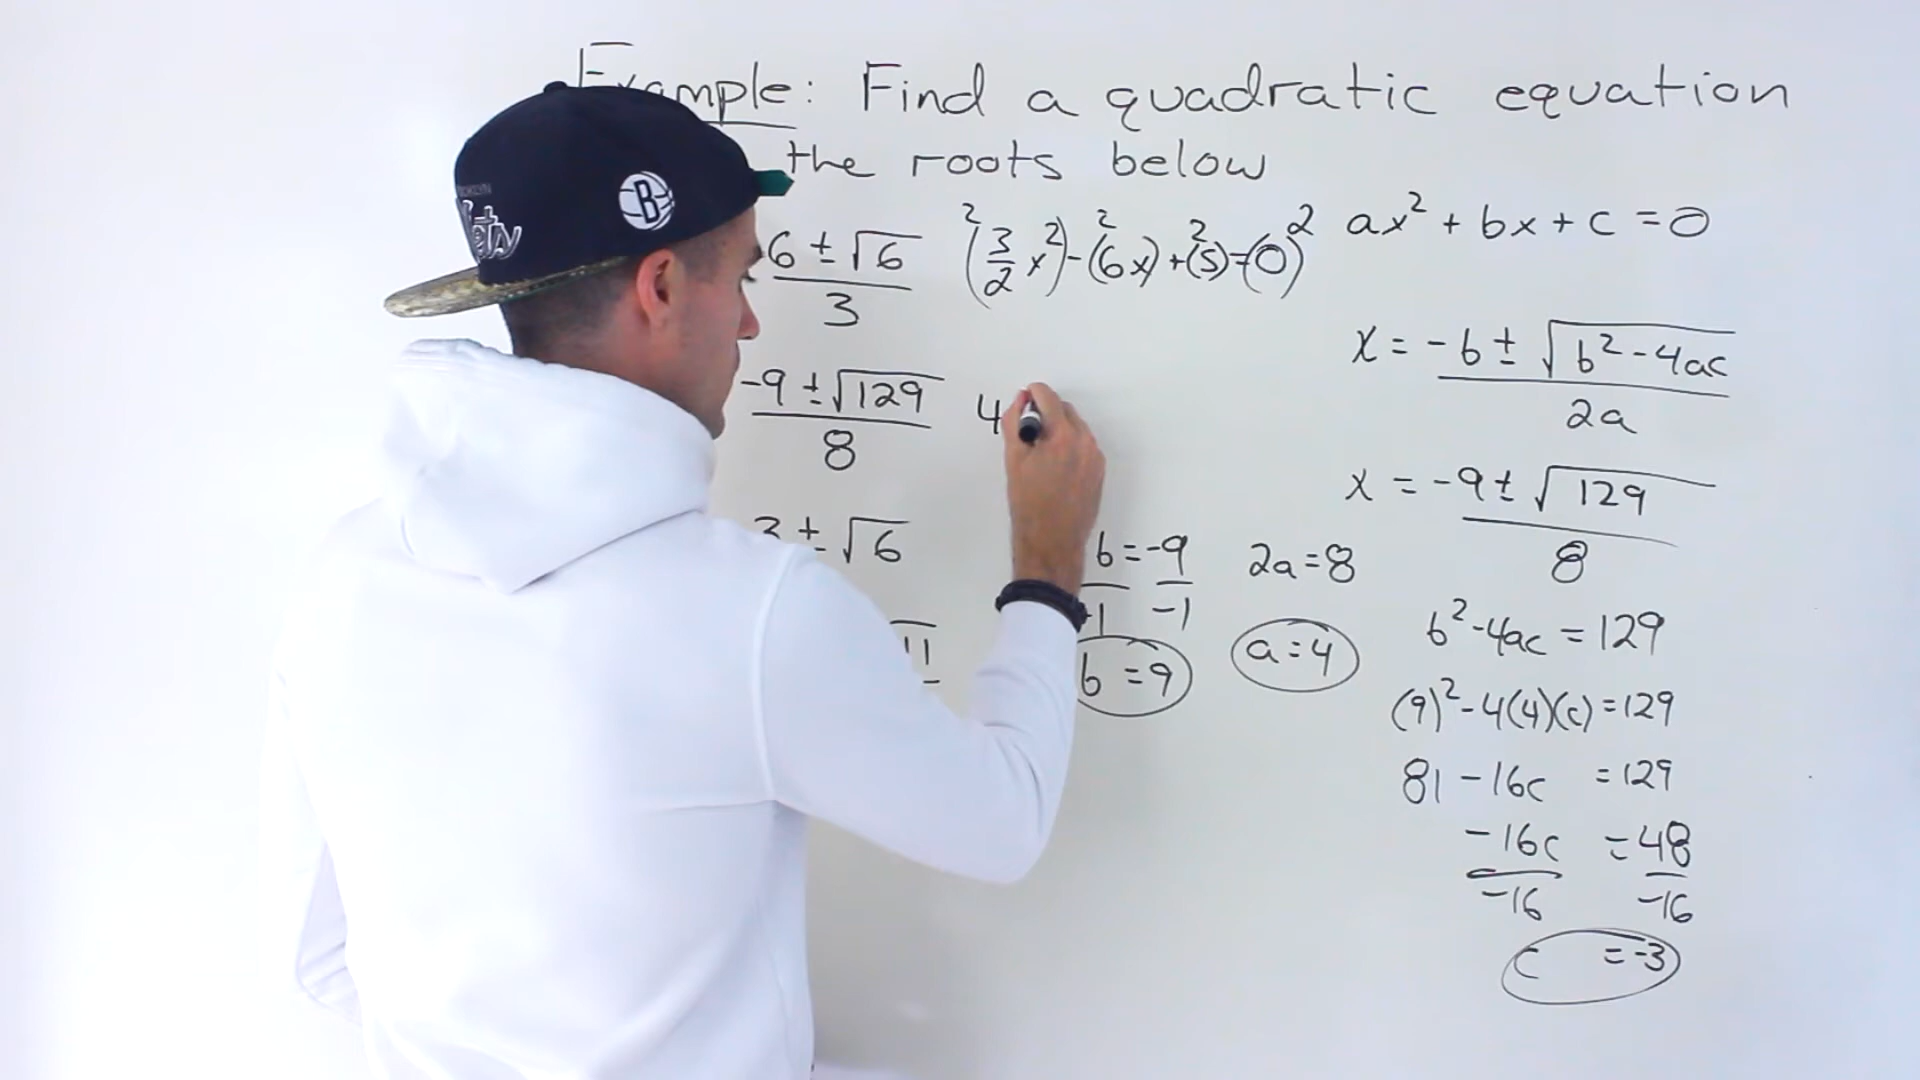 Example: Find a quadratic equation
the roots below
ax² + bx + c = 0
6 ± √6 / 3
²(3/2 x²) - ²(6x) + ²(5) = (0)²
x = -b ± √b² - 4ac / 2a
-9 ± √129 / 8
4
x = -9 ± √129 / 8
3 ± √6
b = -9
-1 -1
b = 9
2a = 8
a = 4
11
b² - 4ac = 129
(9)² - 4(4)(c) = 129
81 - 16c = 129
-16c = 48
-16 -16
c = -3
Nets
B